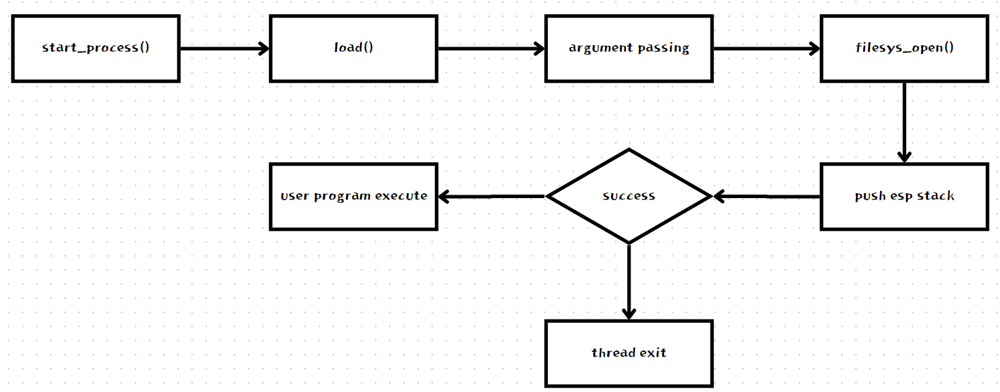 start_process()
load()
argument passing
filesys_open()
user program execute
success
push esp stack
thread exit